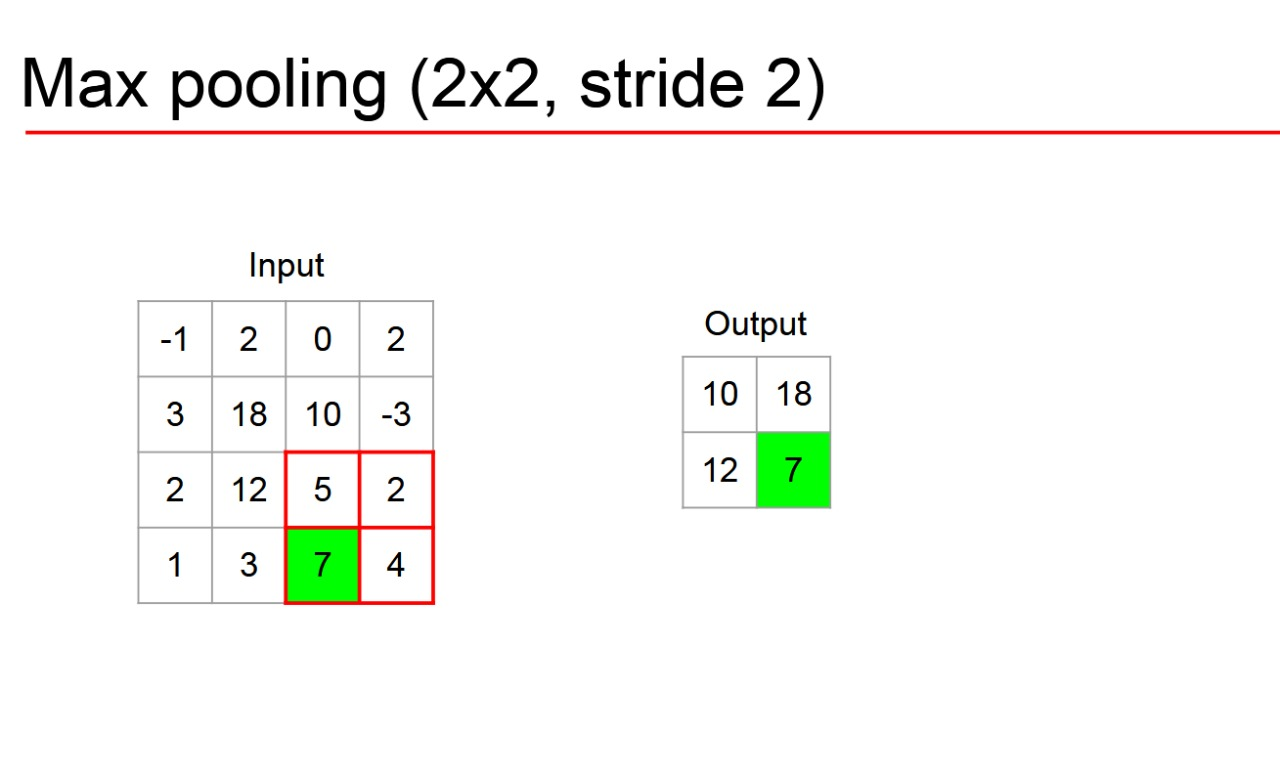 Max pooling (2x2, stride 2)
Input
-1 2 0 2
3 18 10 -3
2 12 5 2
1 3 7 4
Output
10 18
12 7